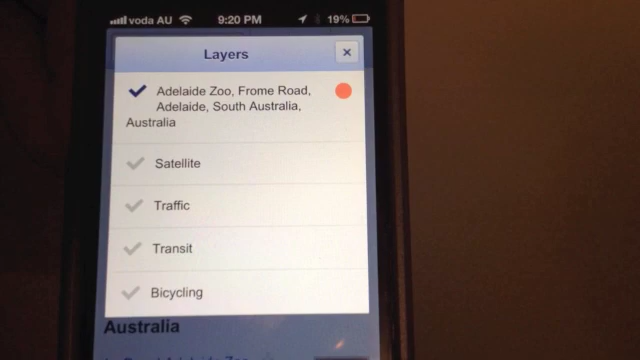 voda AU 9:20 PM 19%
Layers
Adelaide Zoo, Frome Road,
Adelaide, South Australia,
Australia
Satellite
Traffic
Transit
Bicycling
Australia